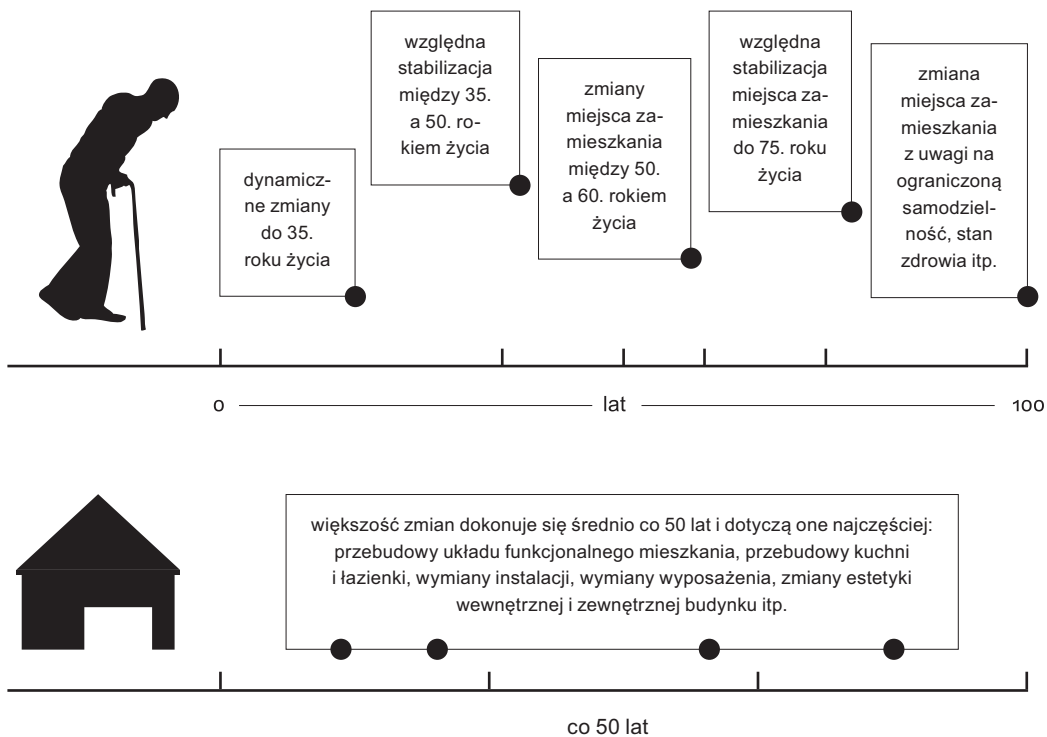 dynamicz-
ne zmiany
do 35.
roku życia
względna
stabilizacja
między 35.
a 50. ro-
kiem życia
zmiany
miejsca za-
mieszkania
między 50.
a 60. rokiem
życia
względna
stabilizacja
miejsca za-
mieszkania
do 75. roku
życia
zmiana
miejsca za-
mieszkania
z uwagi na
ograniczoną
samodziel-
ność, stan
zdrowia itp.
0 lat 100
większość zmian dokonuje się średnio co 50 lat i dotyczą one najczęściej:
przebudowy układu funkcjonalnego mieszkania, przebudowy kuchni
i łazienki, wymiany instalacji, wymiany wyposażenia, zmiany estetyki
wewnętrznej i zewnętrznej budynku itp.
co 50 lat